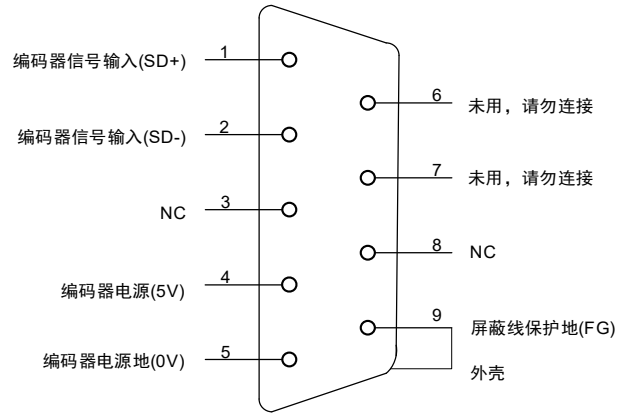 编码器信号输入(SD+) 1
6 未用，请勿连接
编码器信号输入(SD-) 2
7 未用，请勿连接
NC 3
8 NC
编码器电源(5V) 4
9 屏蔽线保护地(FG)
编码器电源地(0V) 5
外壳